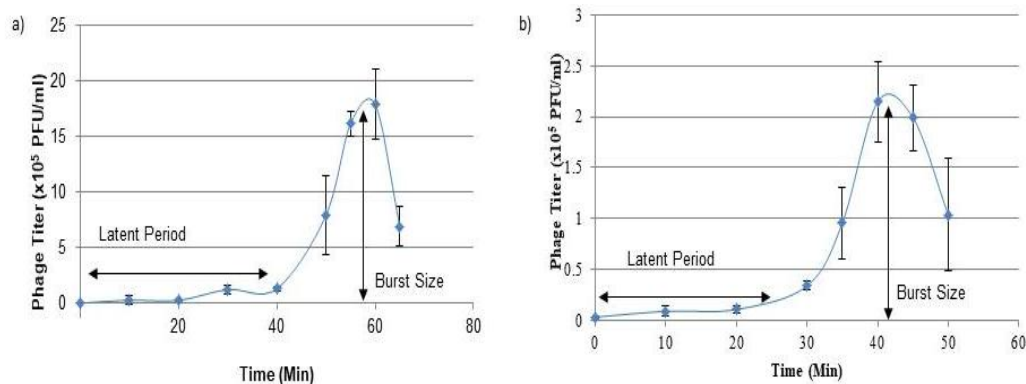 a)
Phage Titer (x10⁵ PFU/ml)
25
20
15
10
5
0
20
40
60
80
Latent Period
Burst Size
Time (Min)
b)
Phage Titer (x10⁵ PFU/ml)
3
2.5
2
1.5
1
0.5
0
0
10
20
30
40
50
60
Latent Period
Burst Size
Time (Min)